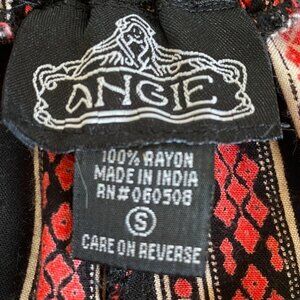 ANGIE
100% RAYON
MADE IN INDIA
RN#060508
S
CARE ON REVERSE